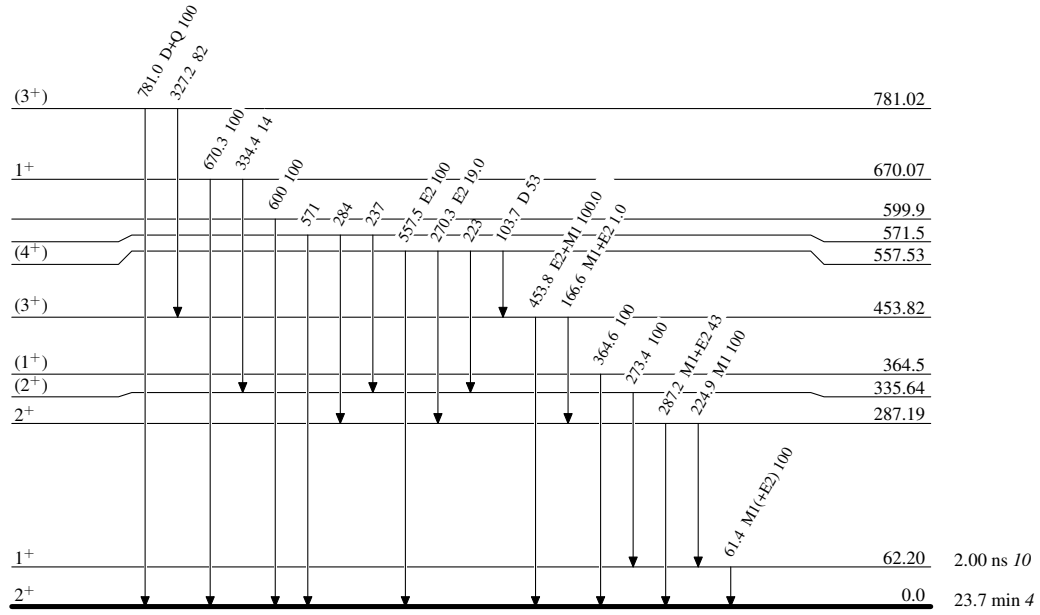 781.0 D+Q 100
327.2 82
(3+) 781.02
670.3 100
334.4 14
1+ 670.07
600 100
599.9
571
284
237
571.5
557.5 E2 100
270.3 E2 19.0
223
103.7 D 53
(4+) 557.53
453.8 E2+M1 100.0
166.6 M1+E2 1.0
(3+) 453.82
364.6 100
(1+) 364.5
273.4 100
(2+) 335.64
287.2 M1+E2 43
224.9 M1 100
2+ 287.19
61.4 M1(+E2) 100
1+ 62.20 2.00 ns 10
2+ 0.0 23.7 min 4